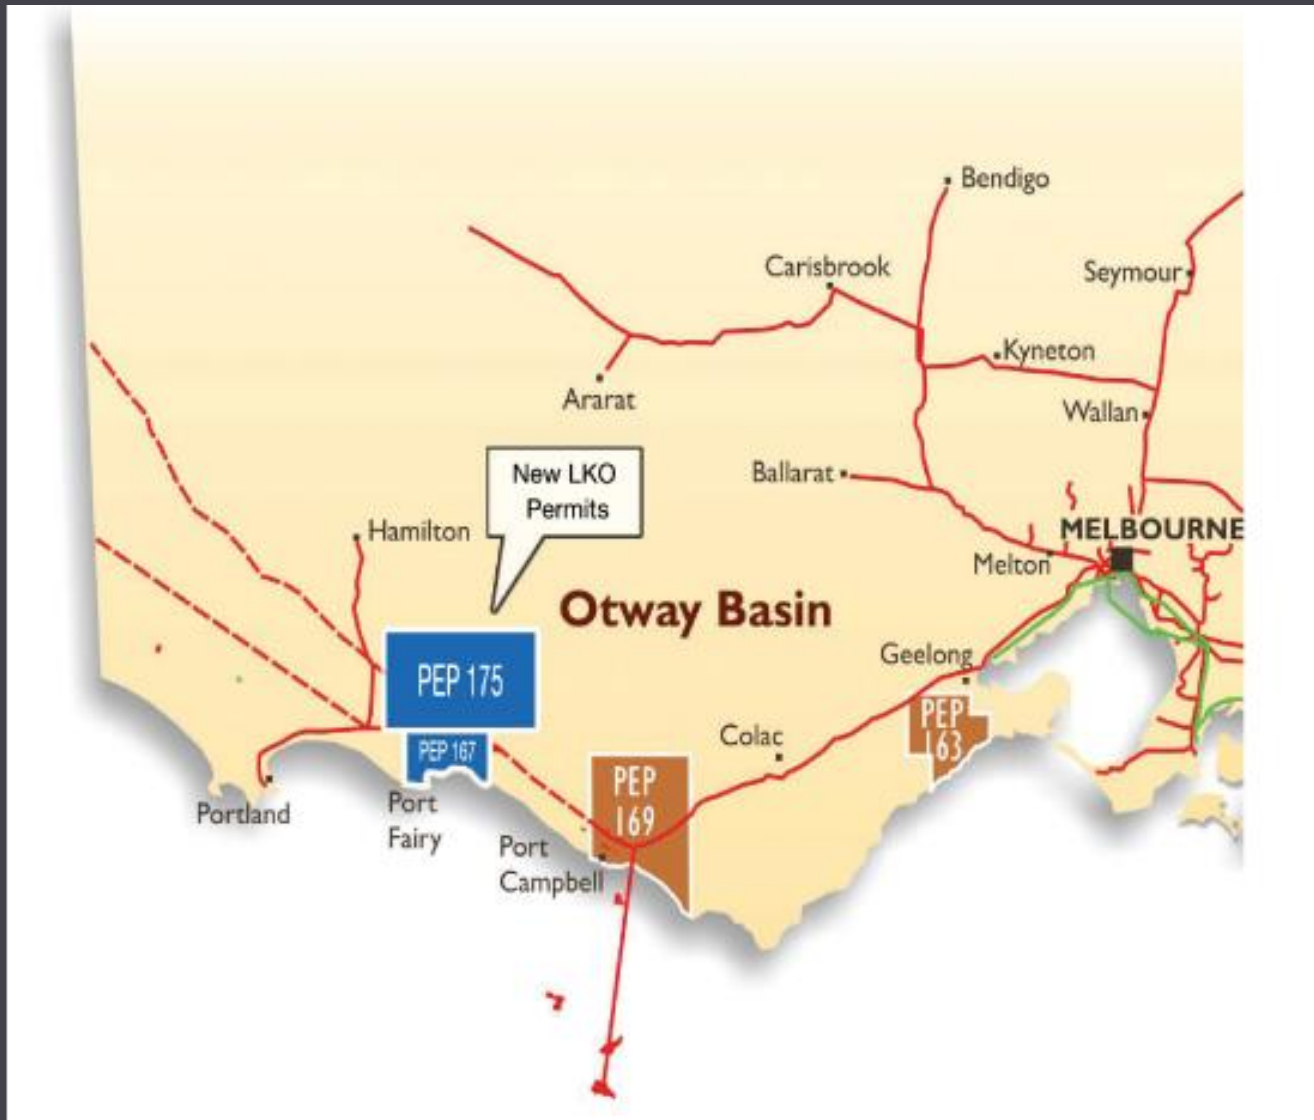 Bendigo
Carisbrook
Seymour
Kyneton
Ararat
Wallan
New LKO
Permits
Ballarat
Hamilton
MELBOURNE
Melton
Otway Basin
Geelong
PEP 175
PEP
163
Colac
PEP 167
PEP
169
Portland
Port
Fairy
Port
Campbell